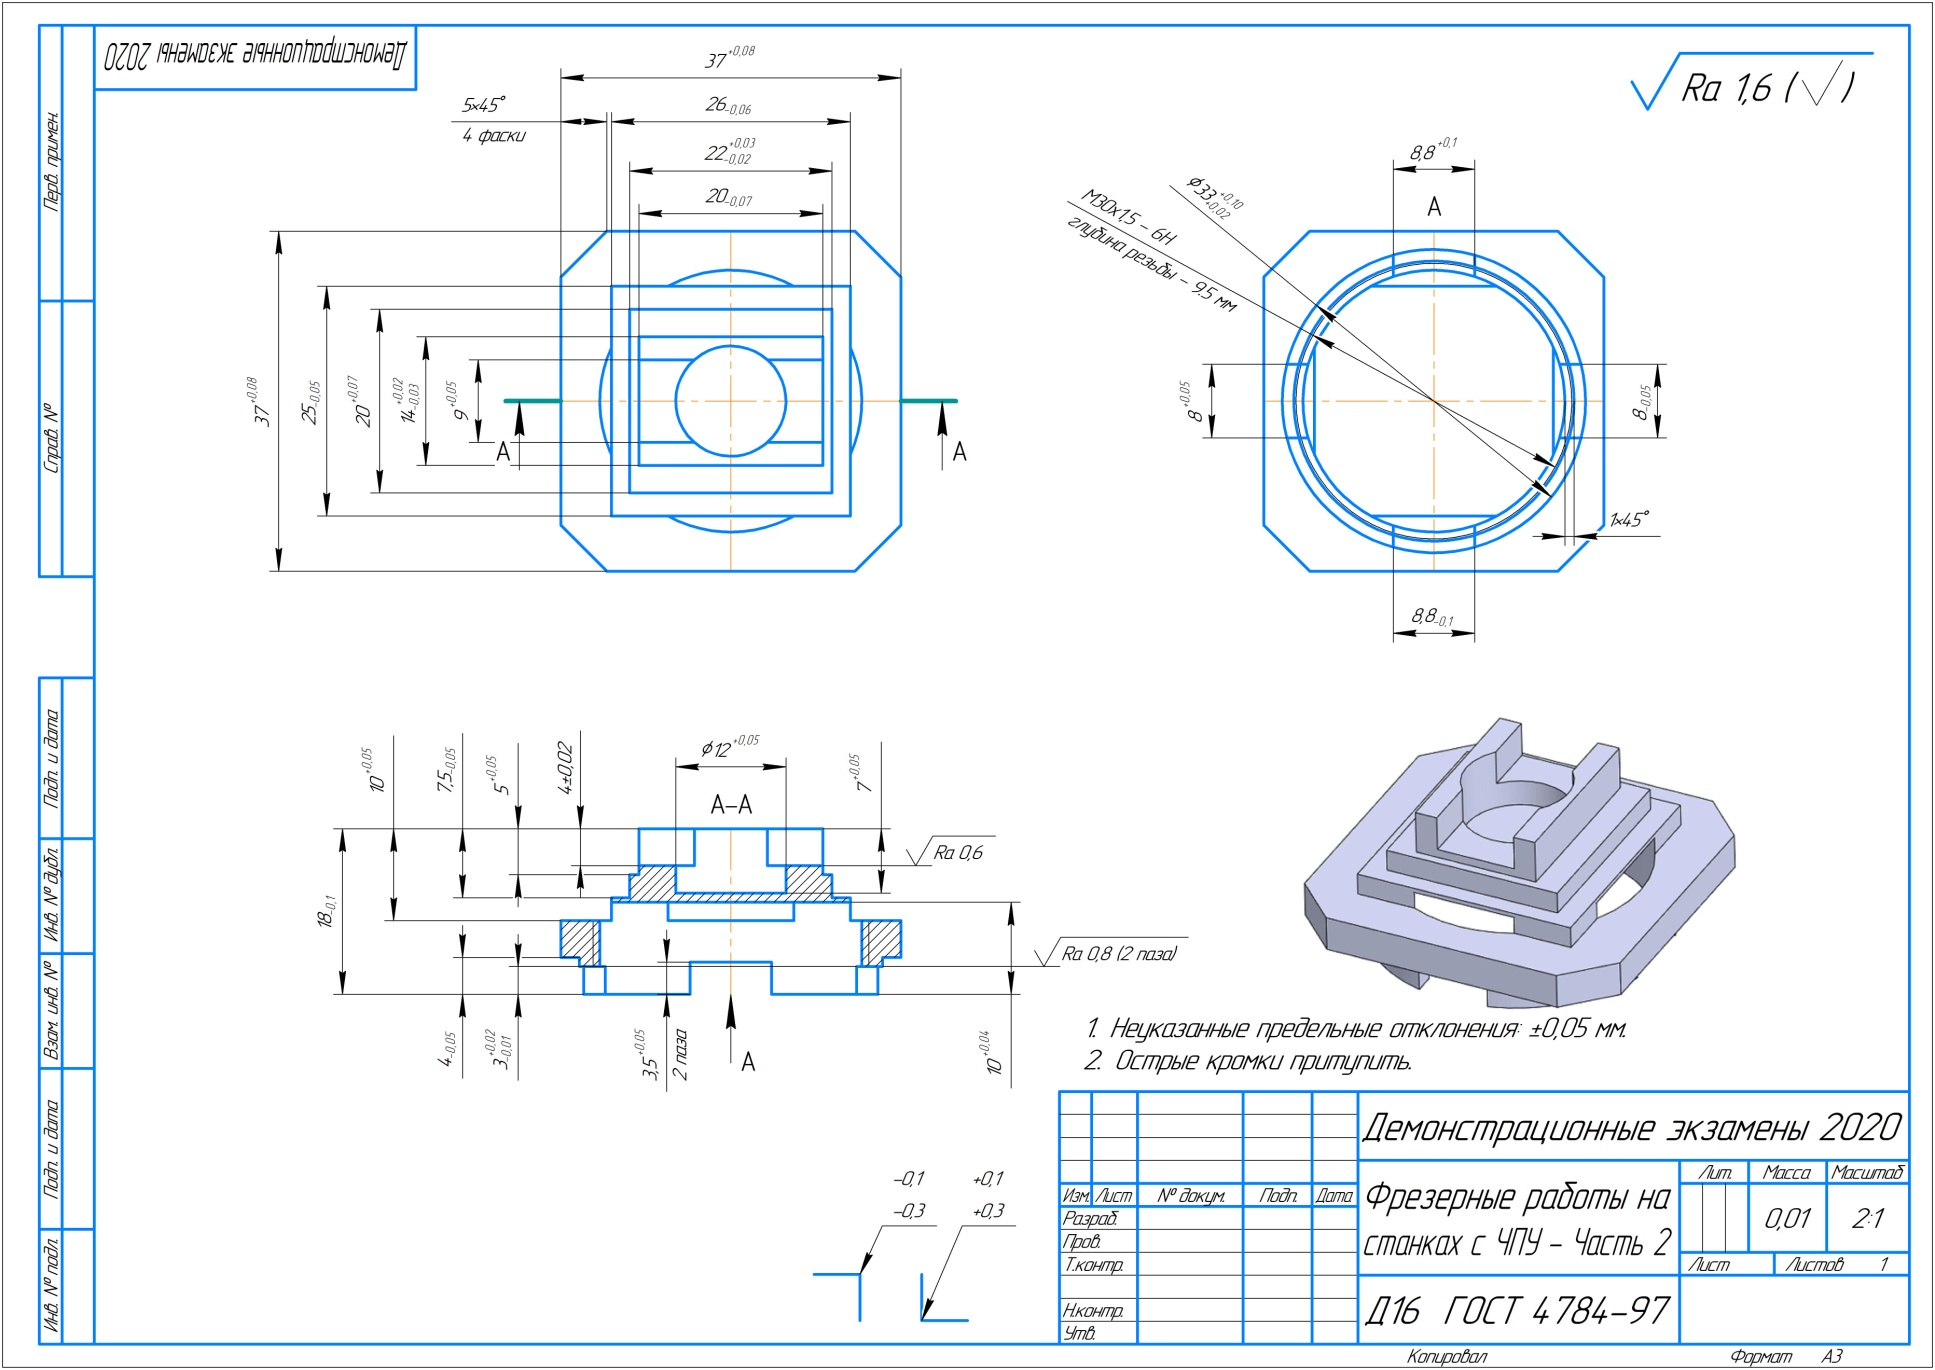 Демонстрационные экзамены 2020
Перв. примен.
Справ. №
Подп. и дата
Инв. № дубл.
Взам. инв. №
Подп. и дата
Инв. № подл.
Ra 1,6 (√)
37 +0,08
5×45°
4 фаски
26 -0,06
22 +0,03 -0,02
20 -0,07
37 +0,08
25 -0,05
20 +0,07
14 +0,02 -0,03
9 +0,05
А
А
8,8 +0,1
А
⌀33 +0,10 +0,02
М30х1,5 – 6Н
глубина резьбы – 9.5 мм
8 +0,05
8 -0,05
1×45°
8,8 -0,1
10 +0,05
7,5 -0,05
5 +0,05
4±0,02
⌀12 +0,05
7 +0,05
А–А
Ra 0,6
18 -0,1
Ra 0,8 (2 паза)
4 -0,05
3 +0,02 -0,01
3,5 +0,05
2 паза
А
10 +0,04
1. Неуказанные предельные отклонения: ±0,05 мм.
2. Острые кромки притупить.
-0,1
-0,3
+0,1
+0,3
Демонстрационные экзамены 2020
Изм. Лист № докум. Подп. Дата
Разраб.
Пров.
Т.контр.
Н.контр.
Утв.
Фрезерные работы на
станках с ЧПУ – Часть 2
Лит. Масса Масштаб
0,01 2:1
Лист Листов 1
Д16 ГОСТ 4784–97
Копировал Формат А3